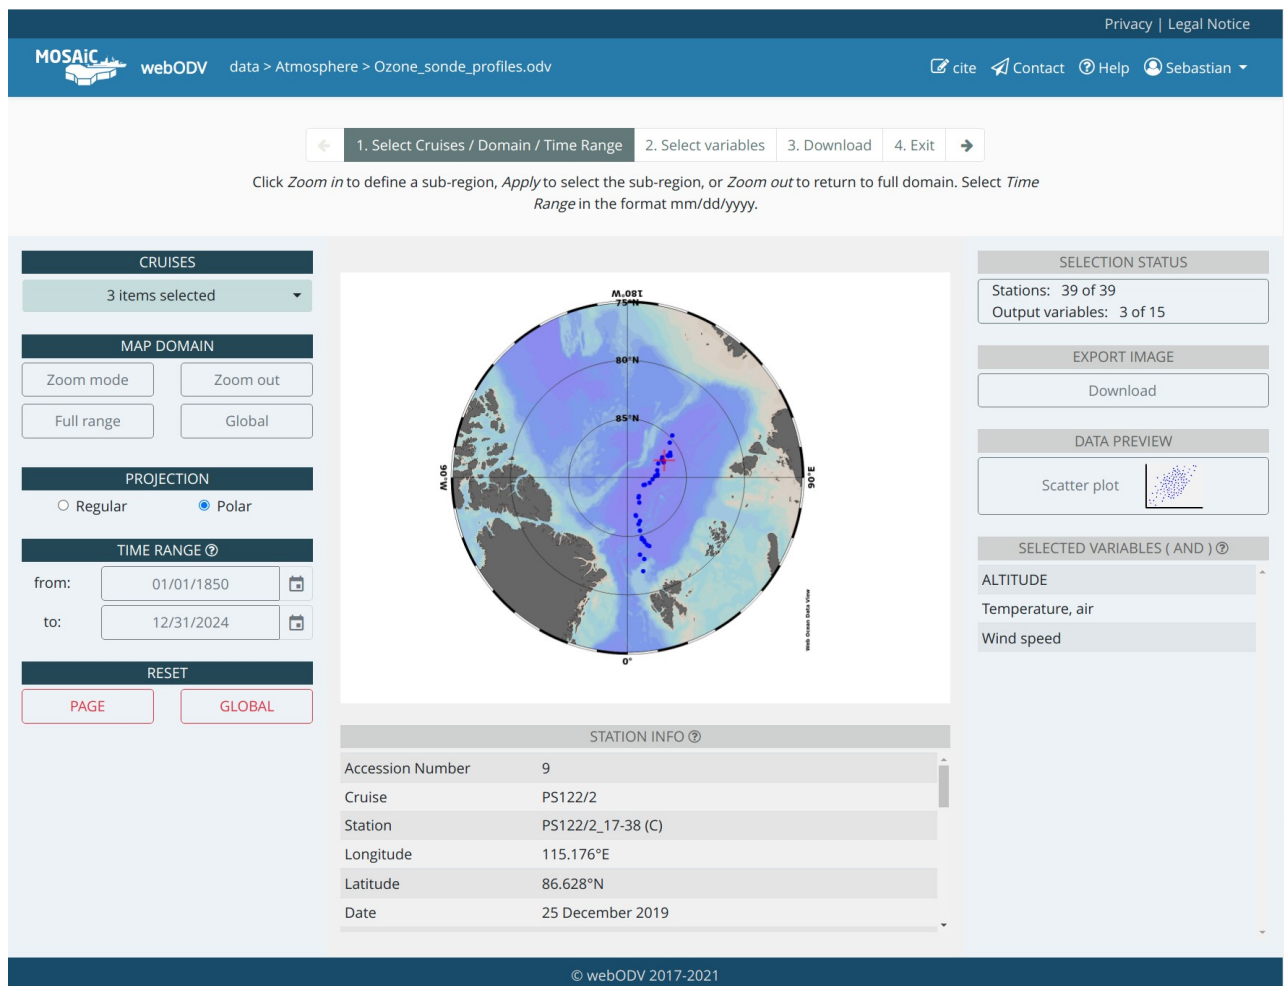 Privacy | Legal Notice
MOSAiC webODV data > Atmosphere > Ozone_sonde_profiles.odv cite Contact Help Sebastian
1. Select Cruises / Domain / Time Range 2. Select variables 3. Download 4. Exit
Click Zoom in to define a sub-region, Apply to select the sub-region, or Zoom out to return to full domain. Select Time
Range in the format mm/dd/yyyy.
CRUISES
3 items selected
MAP DOMAIN
Zoom mode Zoom out
Full range Global
PROJECTION
Regular Polar
TIME RANGE
from: 01/01/1850
to: 12/31/2024
RESET
PAGE GLOBAL
180°W
75°N
80°N
85°N
90°W
90°E
0°
Web Ocean Data View
STATION INFO
Accession Number 9
Cruise PS122/2
Station PS122/2_17-38 (C)
Longitude 115.176°E
Latitude 86.628°N
Date 25 December 2019
SELECTION STATUS
Stations: 39 of 39
Output variables: 3 of 15
EXPORT IMAGE
Download
DATA PREVIEW
Scatter plot
SELECTED VARIABLES ( AND )
ALTITUDE
Temperature, air
Wind speed
© webODV 2017-2021